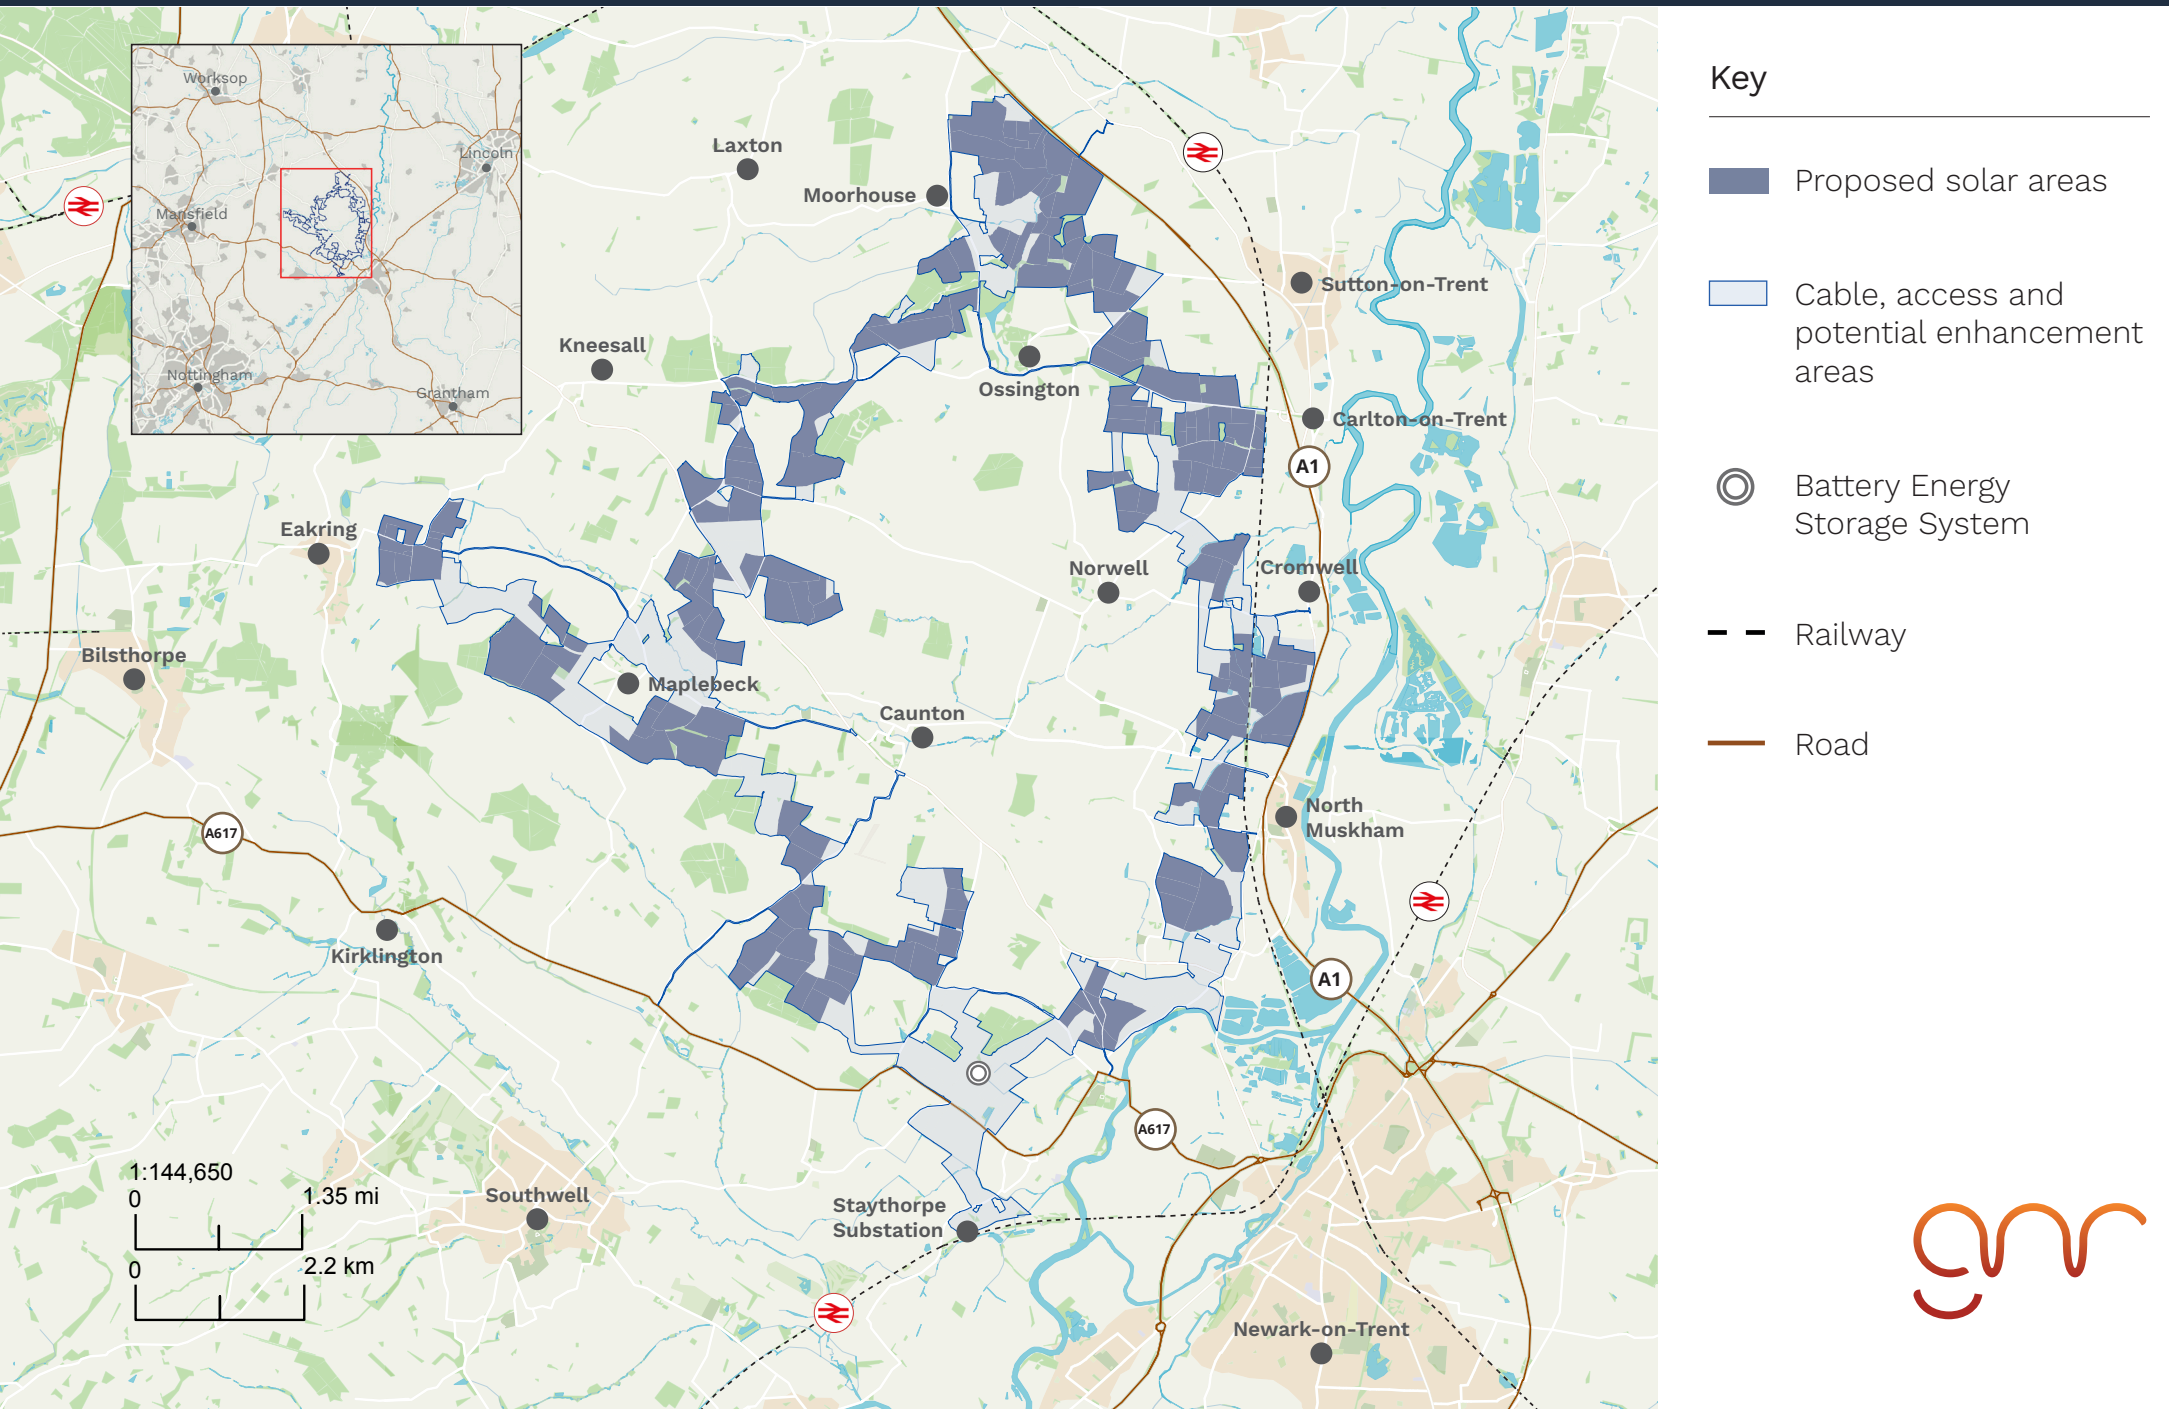 Worksop
Lincoln
Mansfield
Nottingham
Grantham
Laxton
Moorhouse
Sutton-on-Trent
Kneesall
Ossington
Carlton-on-Trent
A1
Eakring
Norwell
Cromwell
Bilsthorpe
Maplebeck
Caunton
North
Muskham
A617
Kirklington
A1
A617
1:144,650
0
1.35 mi
0
2.2 km
Southwell
Staythorpe
Substation
Newark-on-Trent
Key
Proposed solar areas
Cable, access and
potential enhancement
areas
Battery Energy
Storage System
Railway
Road
gnr